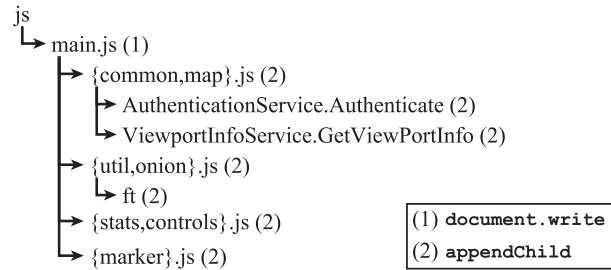 js
main.js (1)
{common,map}.js (2)
AuthenticationService.Authenticate (2)
ViewportInfoService.GetViewPortInfo (2)
{util,onion}.js (2)
ft (2)
{stats,controls}.js (2)
{marker}.js (2)
(1) document.write
(2) appendChild